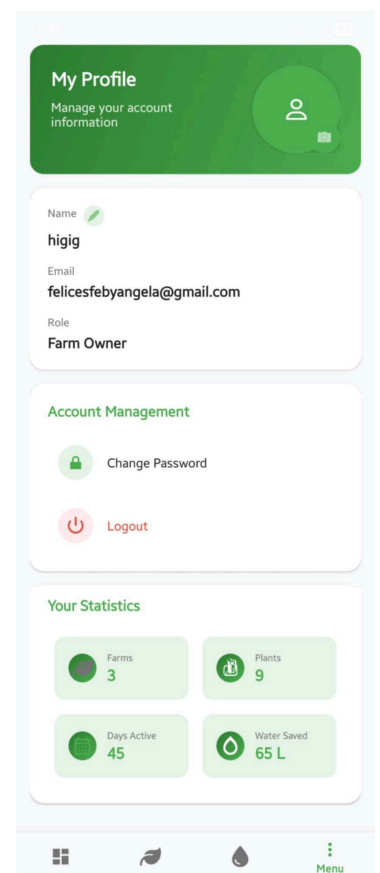 My Profile
Manage your account
information
Name
higig
Email
felicesfebyangela@gmail.com
Role
Farm Owner
Account Management
Change Password
Logout
Your Statistics
Farms
3
Plants
9
Days Active
45
Water Saved
65 L
Menu